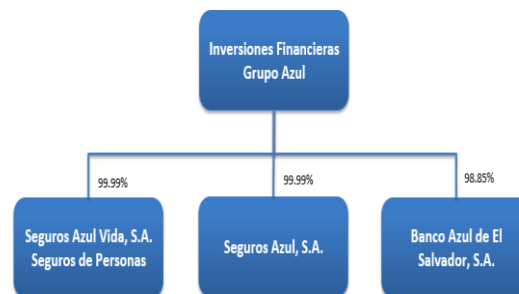 Inversiones Financieras
Grupo Azul
99.99%
99.99%
98.85%
Seguros Azul Vida, S.A.
Seguros de Personas
Seguros Azul, S.A.
Banco Azul de El
Salvador, S.A.